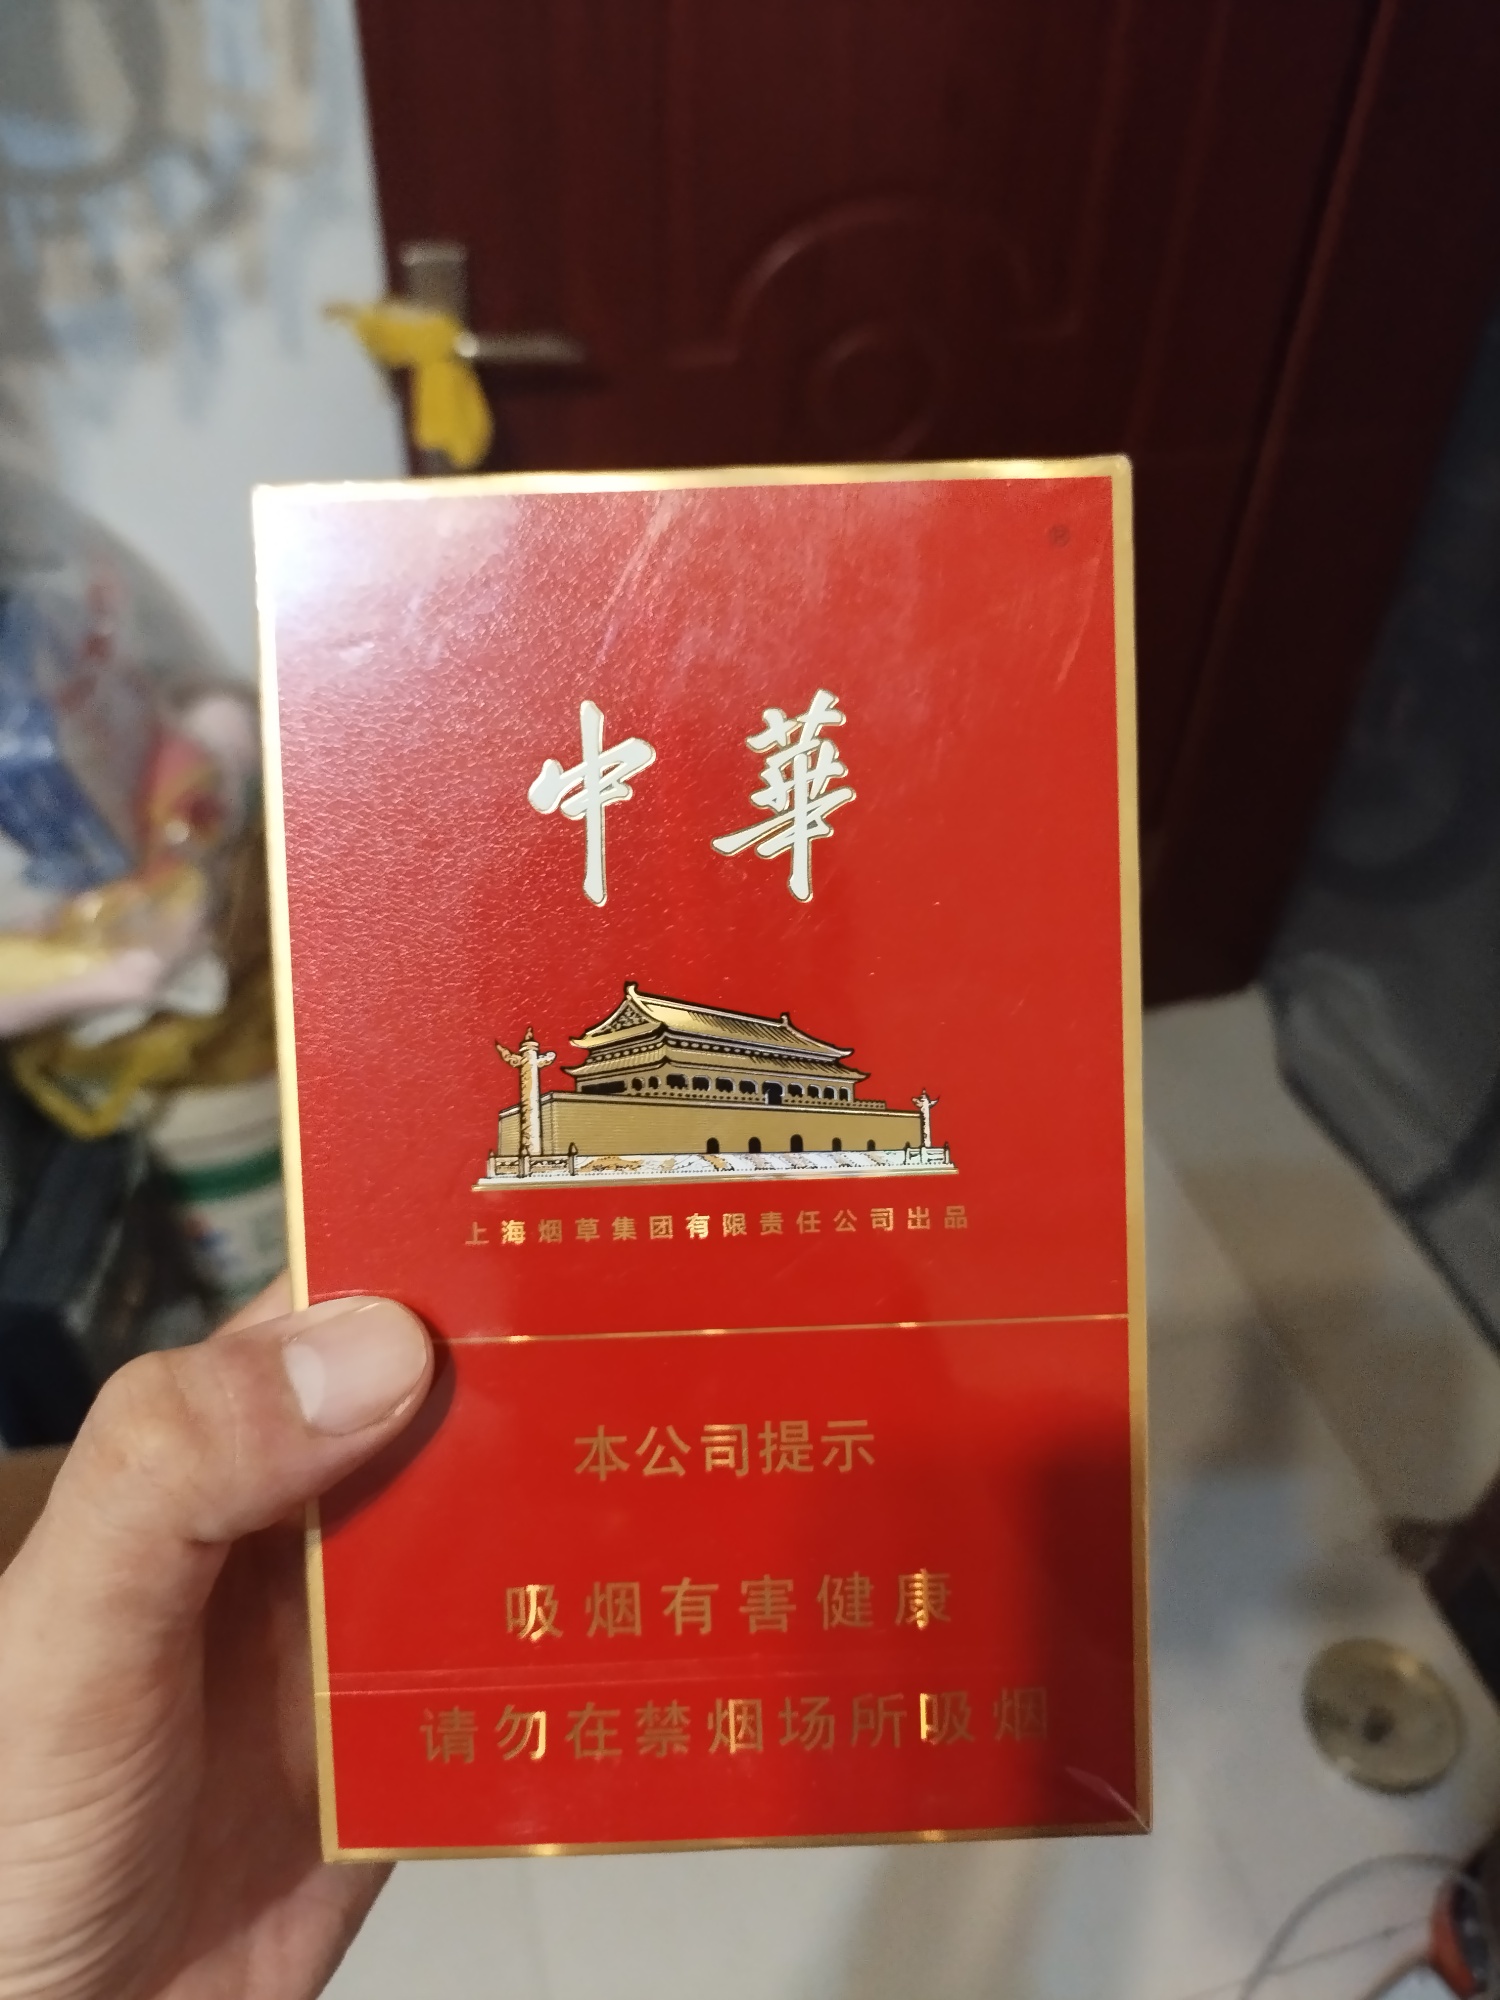 ®
中華
上海烟草集团有限责任公司出品
本公司提示
吸烟有害健康
请勿在禁烟场所吸烟